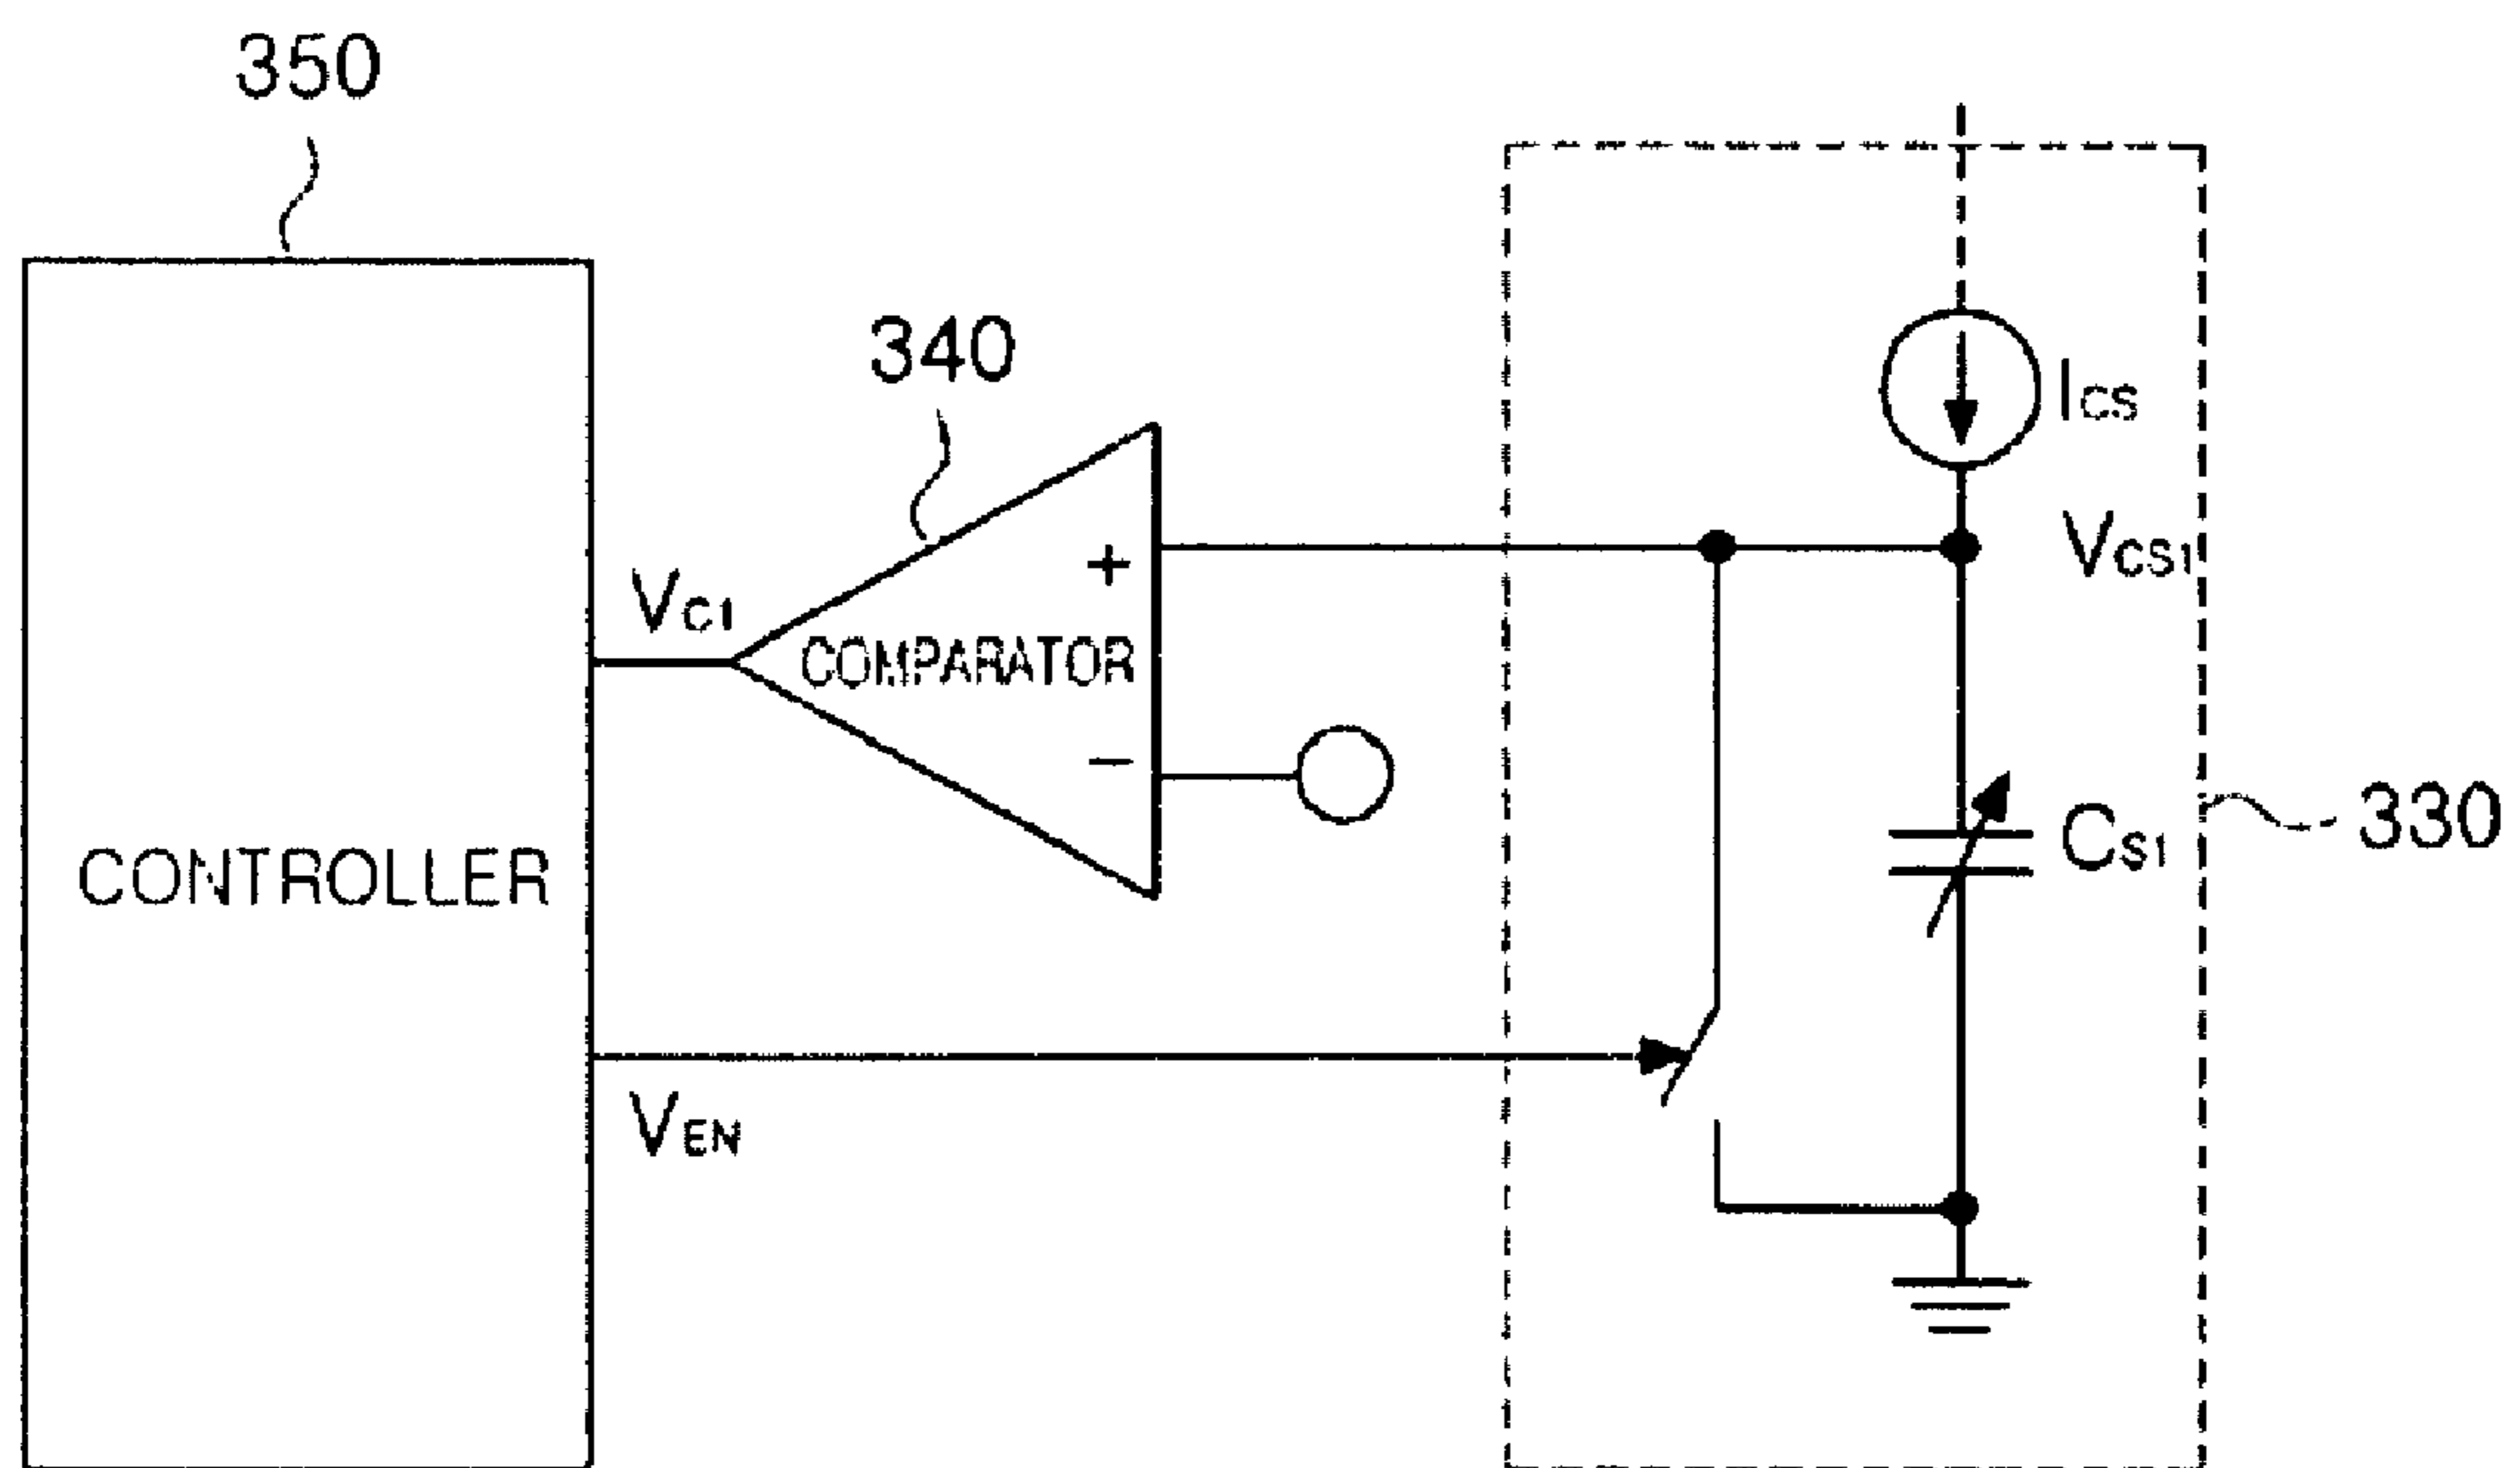 350
340
Ics
Vcs1
Vc1
+
COMPARATOR
−
Cs1
330
CONTROLLER
VEN